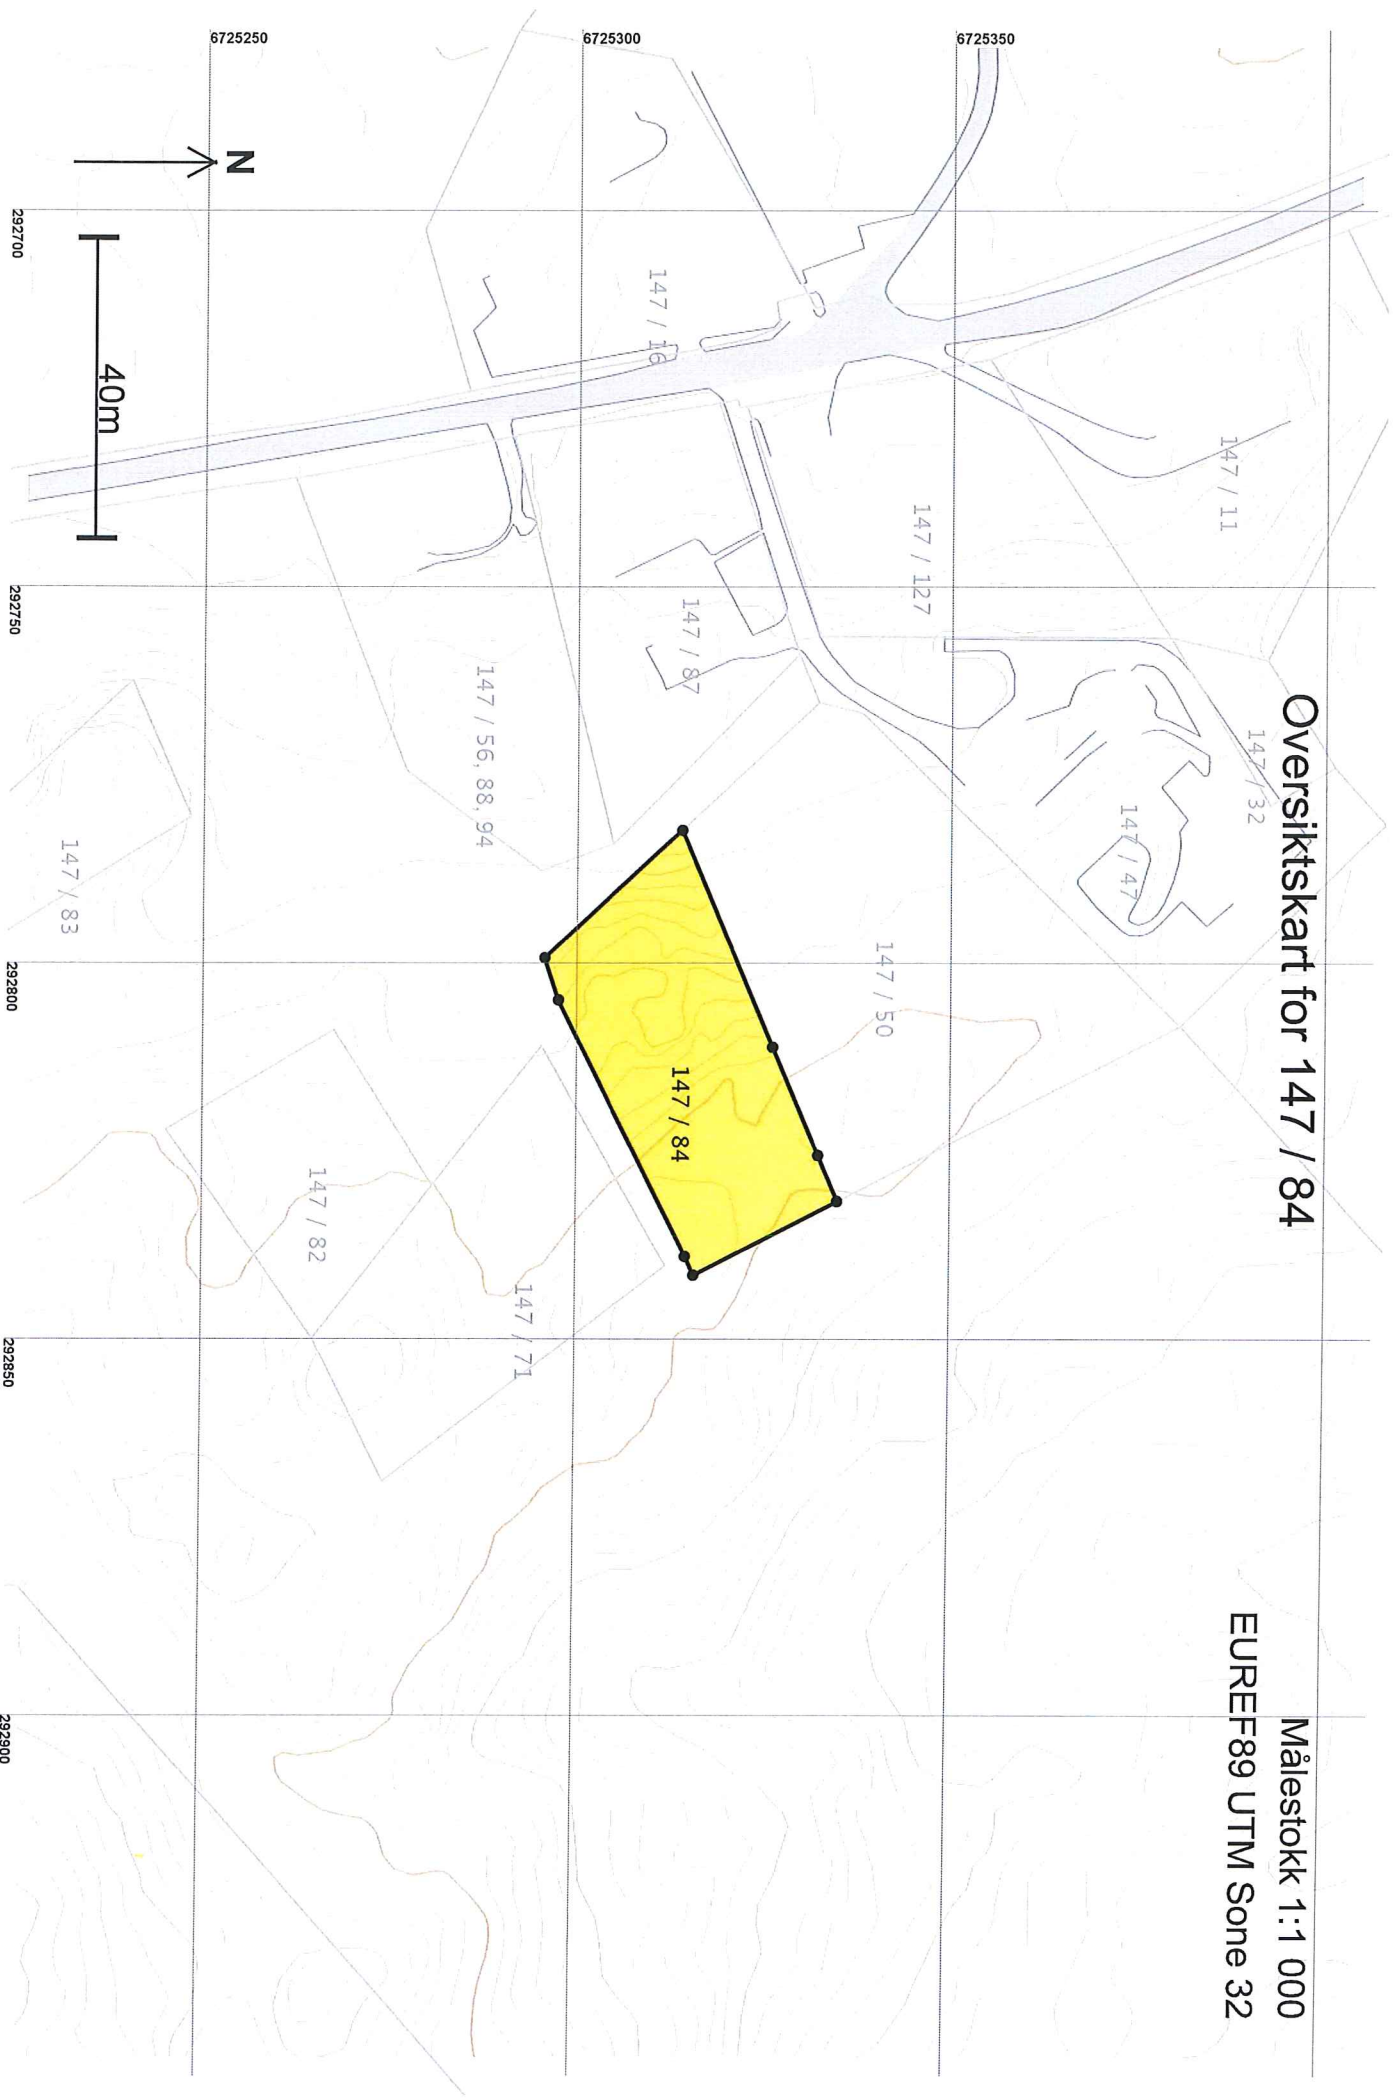 Oversiktskart for 147 / 84
Målestokk 1:1 000
EUREF89 UTM Sone 32
6725350
6725300
6725250
147 / 11
147 / 32
147 / 47
147 / 127
147 / 50
147 / 16
147 / 87
147 / 84
147 / 56, 88, 94
147 / 71
147 / 82
147 / 83
N
40m
292700
292750
292800
292850
292900